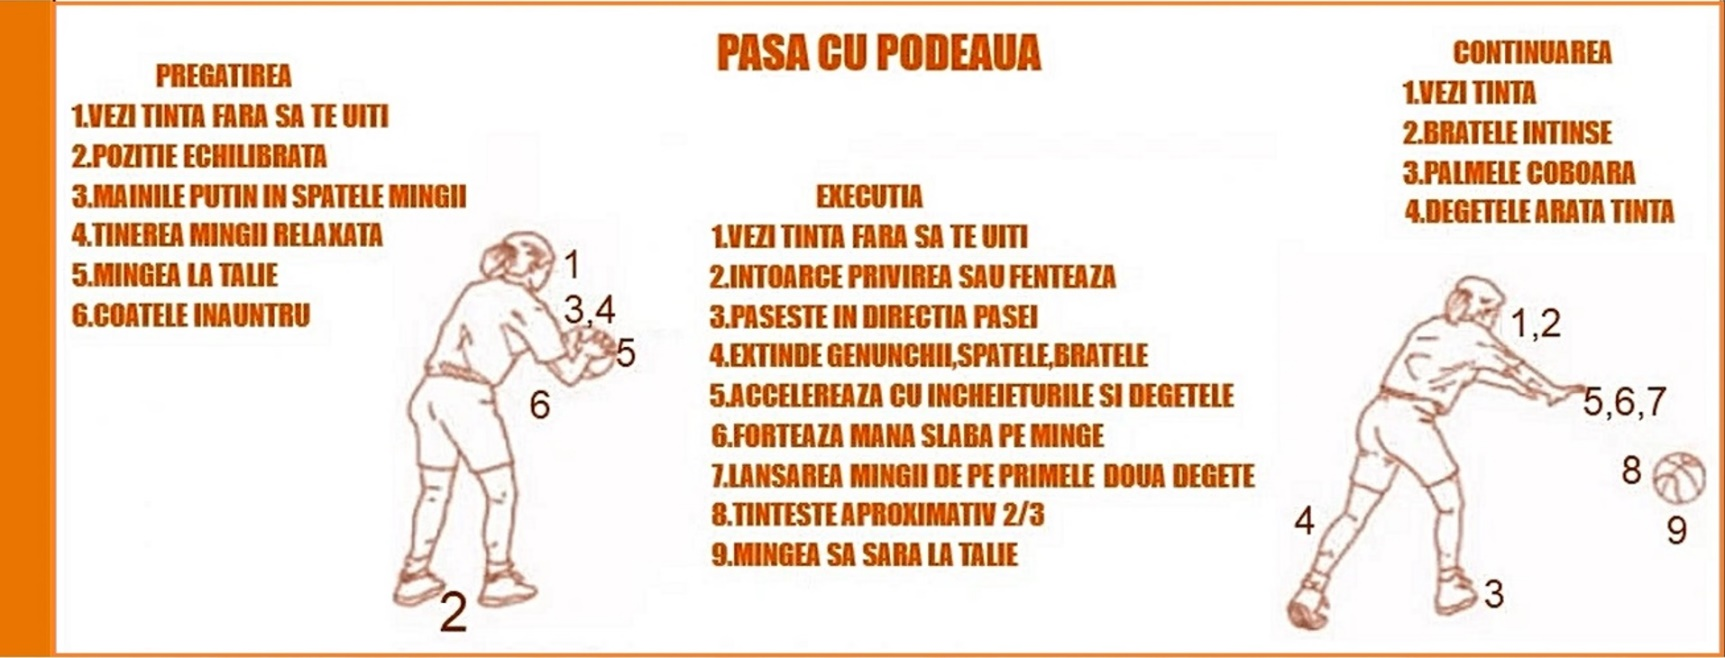 PASA CU PODEAUA
PREGATIREA
1.VEZI TINTA FARA SA TE UITI
2.POZITIE ECHILIBRATA
3.MAINILE PUTIN IN SPATELE MINGII
4.TINEREA MINGII RELAXATA
5.MINGEA LA TALIE
6.COATELE INAUNTRU
1
3,4
5
6
2
EXECUTIA
1.VEZI TINTA FARA SA TE UITI
2.INTOARCE PRIVIREA SAU FENTEAZA
3.PASESTE IN DIRECTIA PASEI
4.EXTINDE GENUNCHII,SPATELE,BRATELE
5.ACCELEREAZA CU INCHEIETURILE SI DEGETELE
6.FORTEAZA MANA SLABA PE MINGE
7.LANSAREA MINGII DE PE PRIMELE DOUA DEGETE
8.TINTESTE APROXIMATIV 2/3
9.MINGEA SA SARA LA TALIE
CONTINUAREA
1.VEZI TINTA
2.BRATELE INTINSE
3.PALMELE COBOARA
4.DEGETELE ARATA TINTA
1,2
5,6,7
8
9
4
3